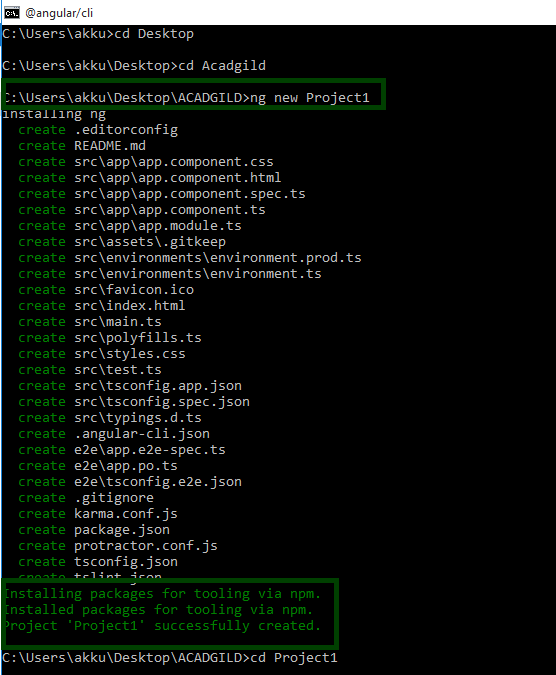 @angular/cli
C:\Users\akku>cd Desktop
C:\Users\akku\Desktop>cd Acadgild
C:\Users\akku\Desktop\ACADGILD>ng new Project1
installing ng
create .editorconfig
create README.md
create src\app\app.component.css
create src\app\app.component.html
create src\app\app.component.spec.ts
create src\app\app.component.ts
create src\app\app.module.ts
create src\assets\.gitkeep
create src\environments\environment.prod.ts
create src\environments\environment.ts
create src\favicon.ico
create src\index.html
create src\main.ts
create src\polyfills.ts
create src\styles.css
create src\test.ts
create src\tsconfig.app.json
create src\tsconfig.spec.json
create src\typings.d.ts
create .angular-cli.json
create e2e\app.e2e-spec.ts
create e2e\app.po.ts
create e2e\tsconfig.e2e.json
create .gitignore
create karma.conf.js
create package.json
create protractor.conf.js
create tsconfig.json
create tslint.json
Installing packages for tooling via npm.
Installed packages for tooling via npm.
Project 'Project1' successfully created.
C:\Users\akku\Desktop\ACADGILD>cd Project1